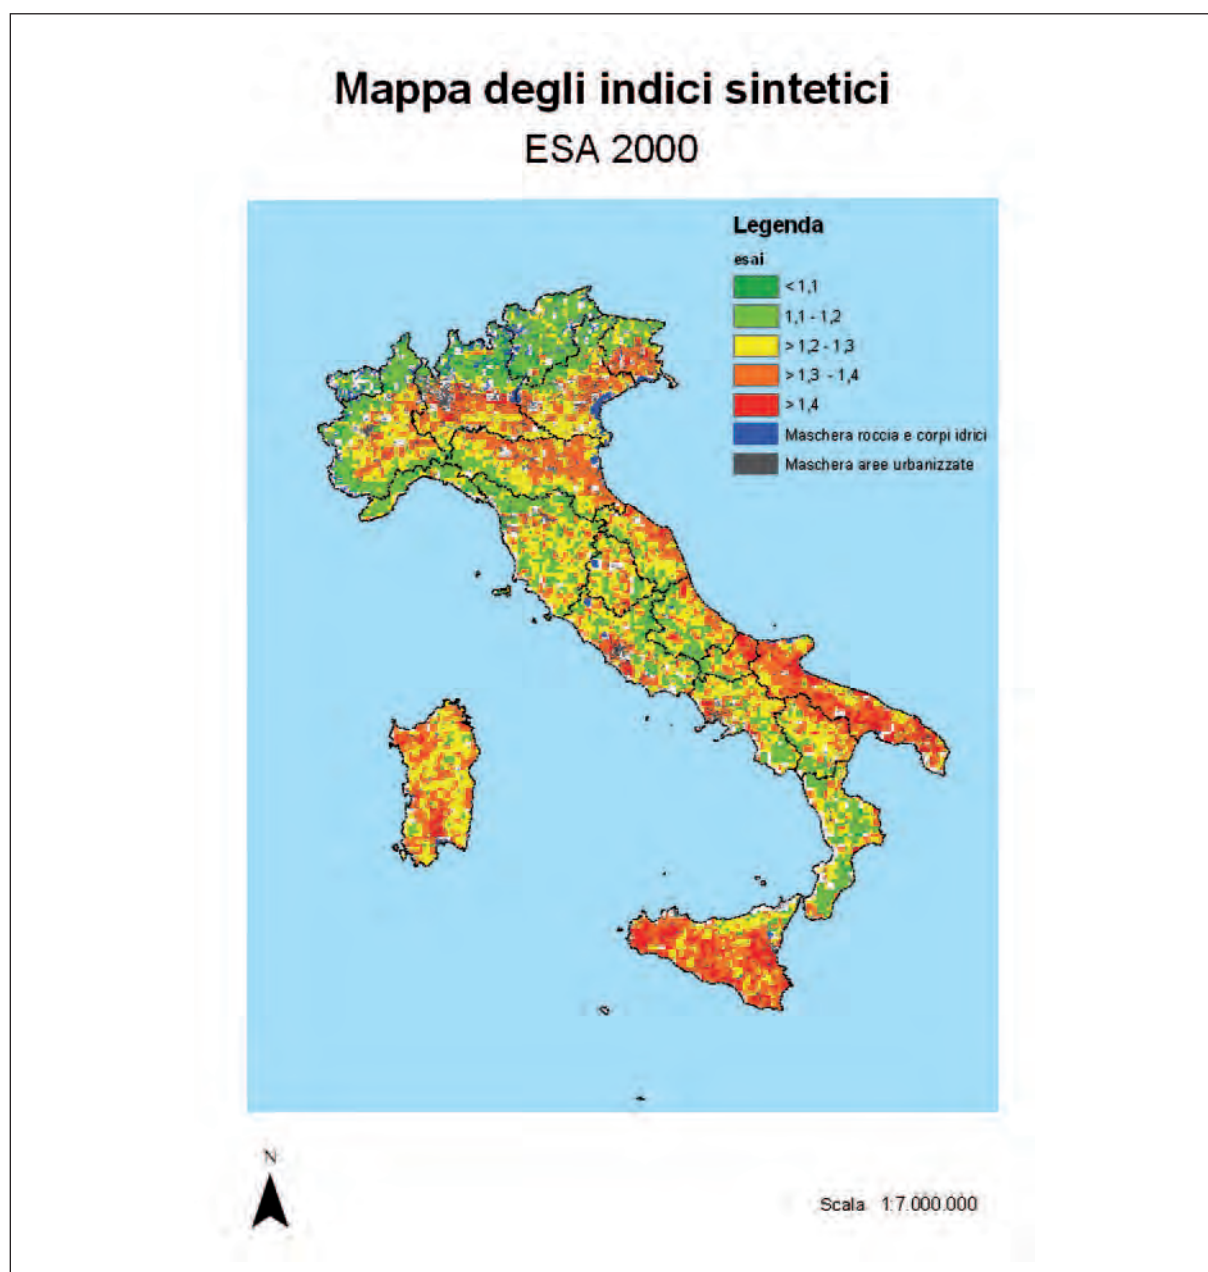 Mappa degli indici sintetici
ESA 2000
Legenda
esai
< 1,1
1,1 - 1,2
> 1,2 - 1,3
> 1,3 - 1,4
> 1,4
Maschera roccia e corpi idrici
Maschera aree urbanizzate
N
Scala 1:7.000.000